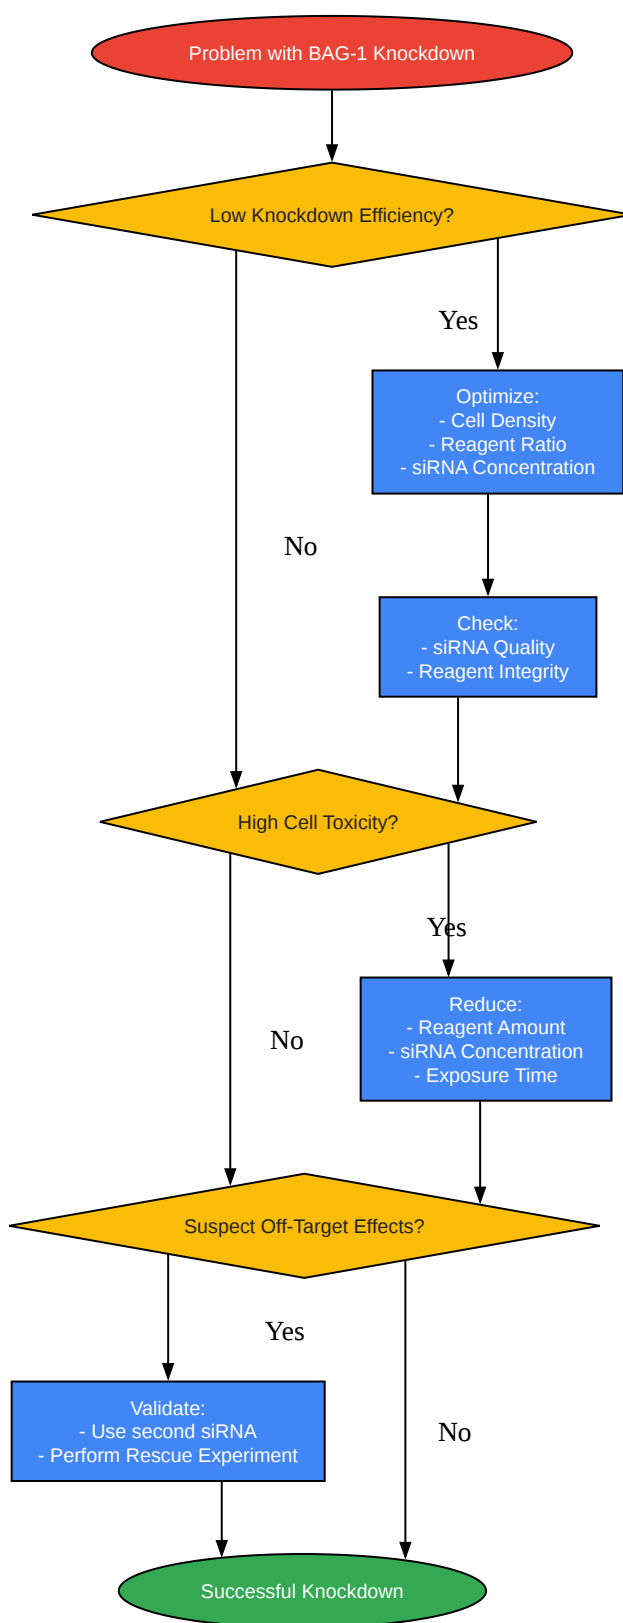 Problem with BAG-1 Knockdown
Low Knockdown Efficiency?
Yes
Optimize:
- Cell Density
- Reagent Ratio
- siRNA Concentration
No
Check:
- siRNA Quality
- Reagent Integrity
High Cell Toxicity?
Yes
Reduce:
- Reagent Amount
- siRNA Concentration
- Exposure Time
No
Suspect Off-Target Effects?
Yes
Validate:
- Use second siRNA
- Perform Rescue Experiment
No
Successful Knockdown